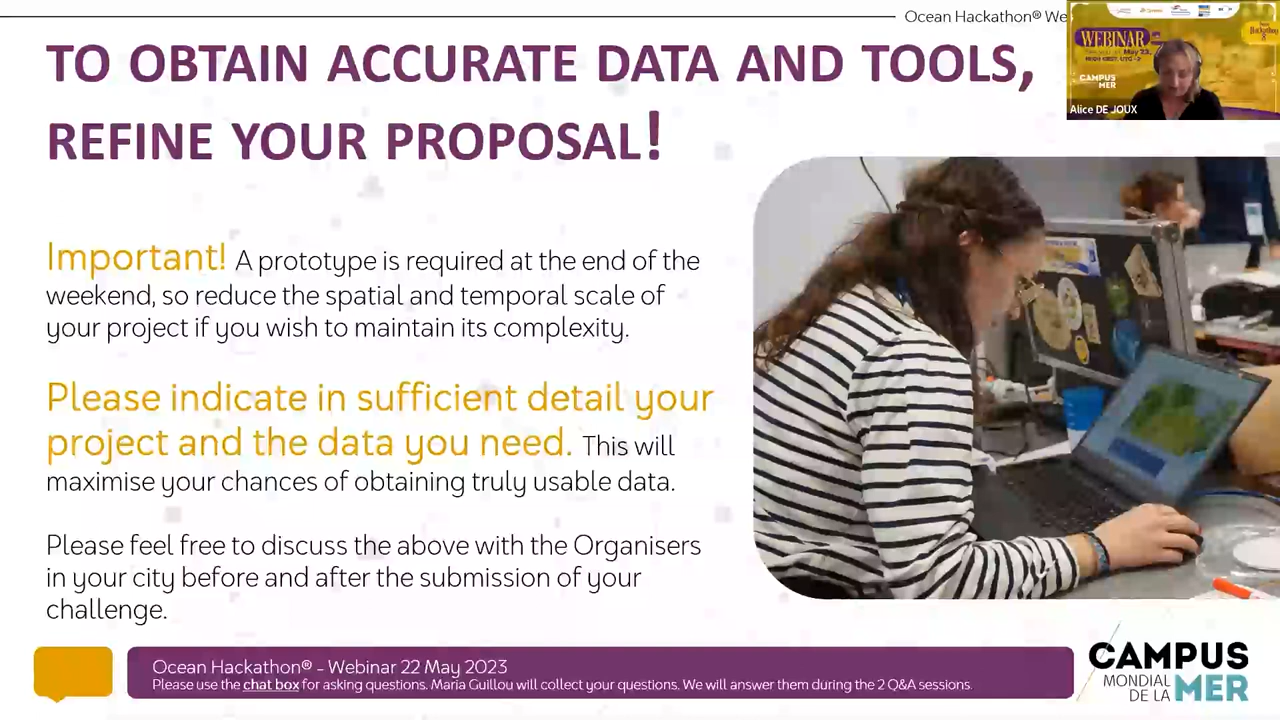 Ocean Hackathon® We
TO OBTAIN ACCURATE DATA AND TOOLS,
REFINE YOUR PROPOSAL!
WEBINAR
May 23,
CAMPUS
MER
Alice DE JOUX
Important! A prototype is required at the end of the
weekend, so reduce the spatial and temporal scale of
your project if you wish to maintain its complexity.
Please indicate in sufficient detail your
project and the data you need. This will
maximise your chances of obtaining truly usable data.
Please feel free to discuss the above with the Organisers
in your city before and after the submission of your
challenge.
Ocean Hackathon® - Webinar 22 May 2023
Please use the chat box for asking questions. Maria Guillou will collect your questions. We will answer them during the 2 Q&A sessions.
CAMPUS
MONDIAL
DE LA MER